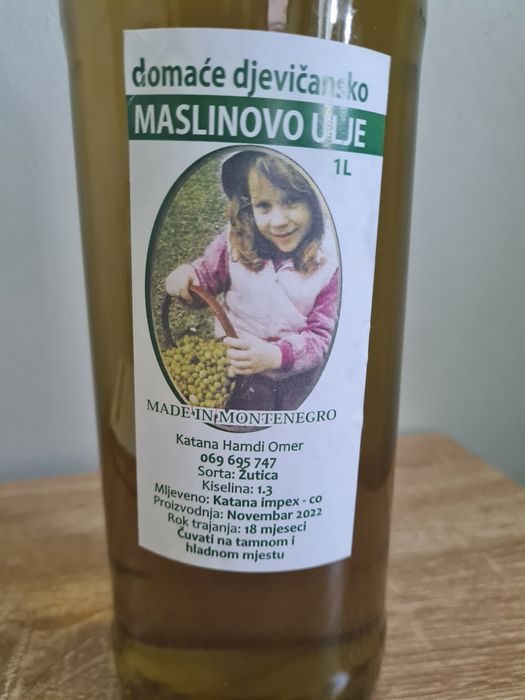 domaće djevičansko
MASLINOVO ULJE
1L
MADE IN MONTENEGRO
Katana Hamdi Omer
069 695 747
Sorta: Žutica
Kiselina: 1.3
Mljeveno: Katana impex - co
Proizvodnja: Novembar 2022
Rok trajanja: 18 mjeseci
Čuvati na tamnom i
hladnom mjestu